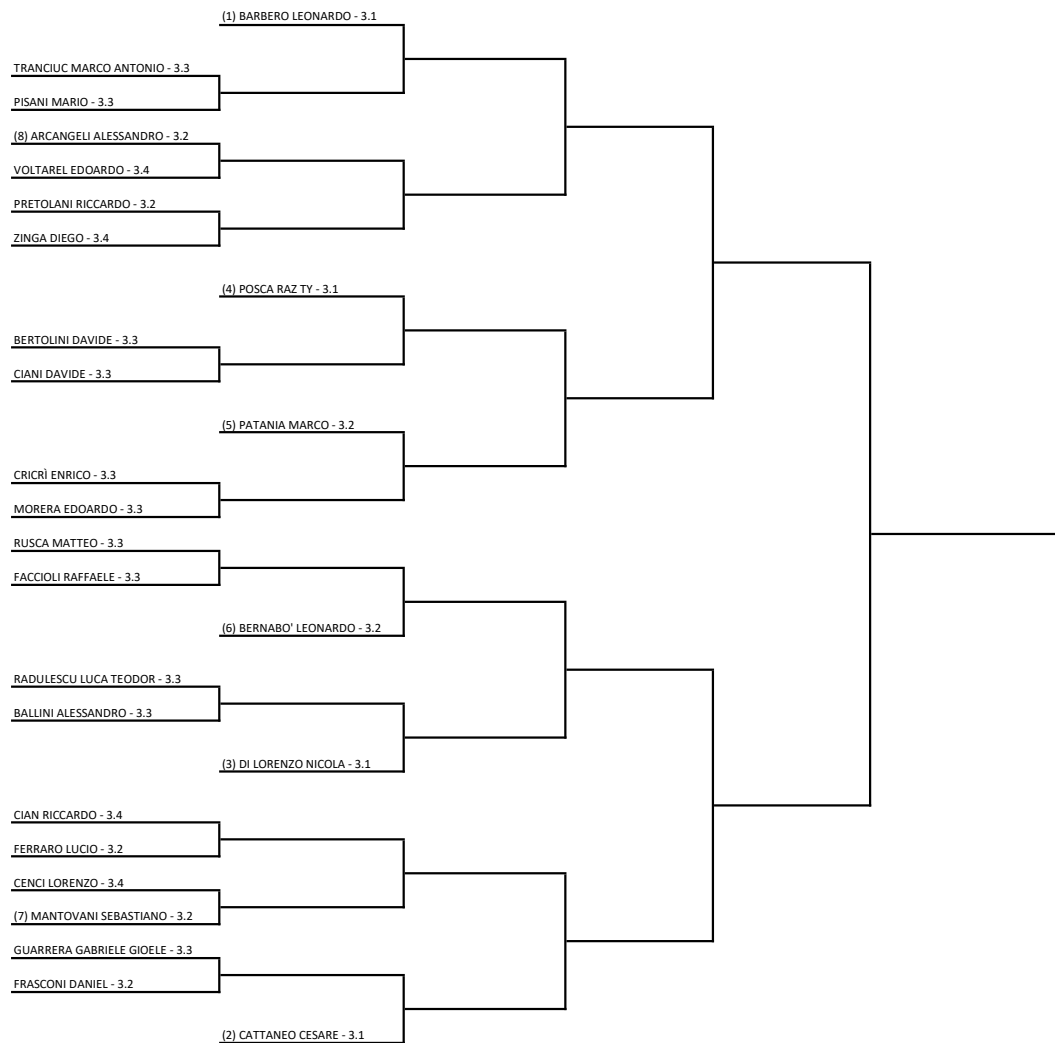 (1) BARBERO LEONARDO - 3.1
TRANCIUC MARCO ANTONIO - 3.3
PISANI MARIO - 3.3
(8) ARCANGELI ALESSANDRO - 3.2
VOLTAREL EDOARDO - 3.4
PRETOLANI RICCARDO - 3.2
ZINGA DIEGO - 3.4
(4) POSCA RAZ TY - 3.1
BERTOLINI DAVIDE - 3.3
CIANI DAVIDE - 3.3
(5) PATANIA MARCO - 3.2
CRICRÌ ENRICO - 3.3
MORERA EDOARDO - 3.3
RUSCA MATTEO - 3.3
FACCIOLI RAFFAELE - 3.3
(6) BERNABO' LEONARDO - 3.2
RADULESCU LUCA TEODOR - 3.3
BALLINI ALESSANDRO - 3.3
(3) DI LORENZO NICOLA - 3.1
CIAN RICCARDO - 3.4
FERRARO LUCIO - 3.2
CENCI LORENZO - 3.4
(7) MANTOVANI SEBASTIANO - 3.2
GUARRERA GABRIELE GIOELE - 3.3
FRASCONI DANIEL - 3.2
(2) CATTANEO CESARE - 3.1